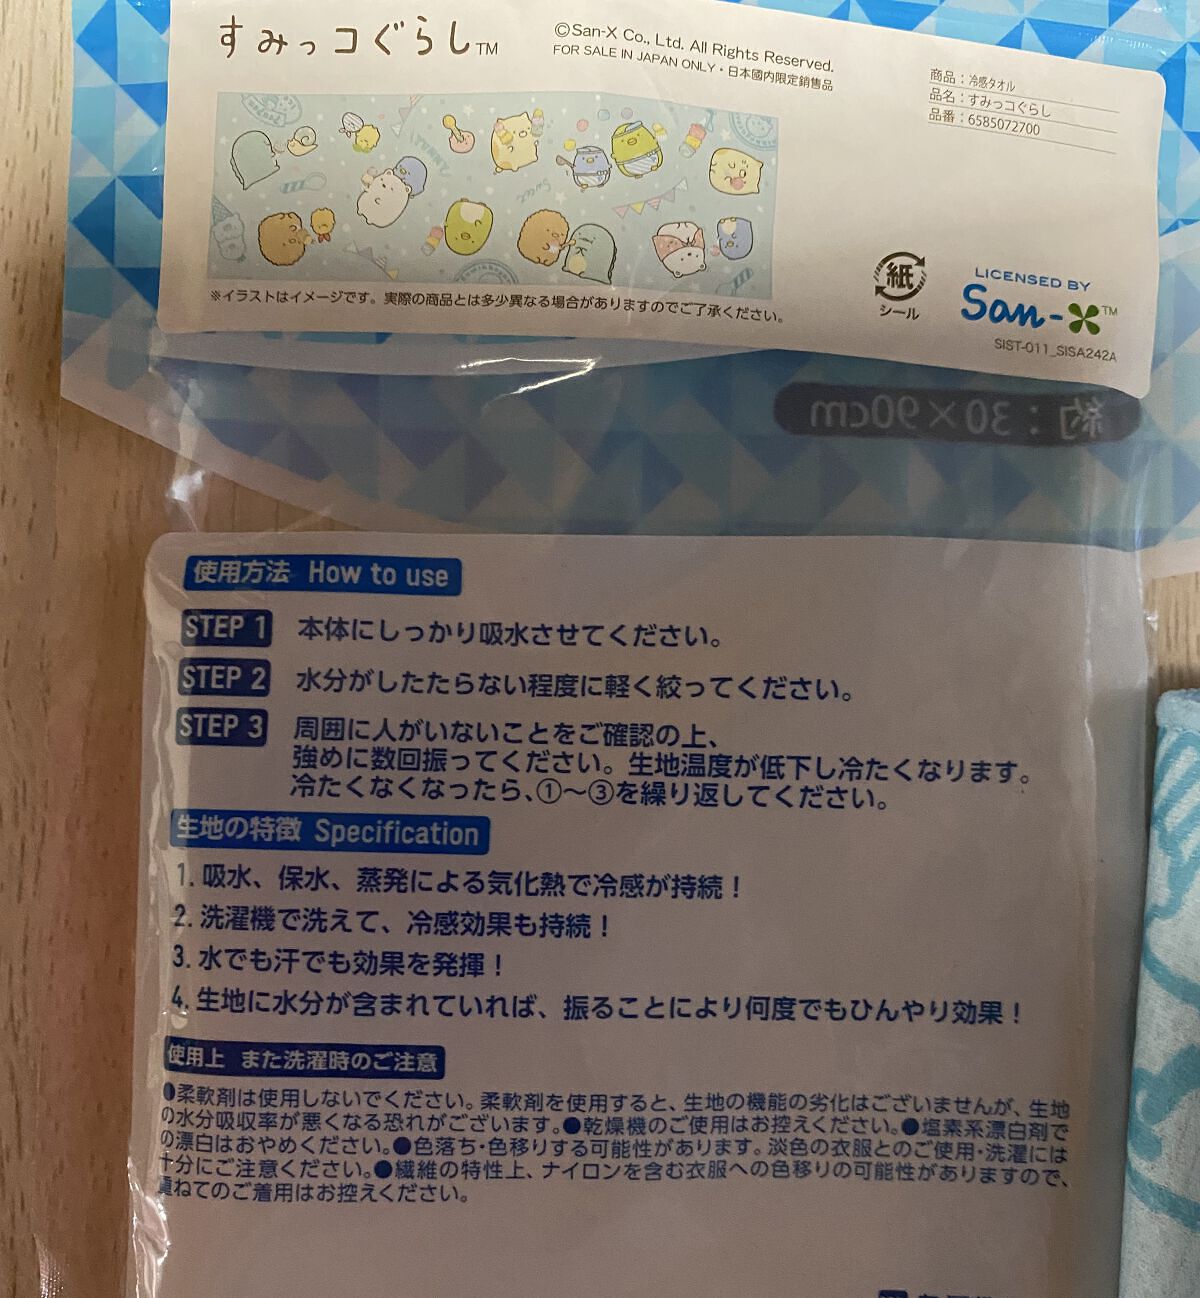 すみっコぐらし™
©San-X Co., Ltd. All Rights Reserved.
FOR SALE IN JAPAN ONLY・日本國内限定銷售品
商品：冷感タオル
品名：すみっコぐらし
品番：6585072700
※イラストはイメージです。実際の商品とは多少異なる場合がありますのでご了承ください。
紙
シール
LICENSED BY
San-X™
SIST-011_SISA242A
約：30×90cm
使用方法 How to use
STEP 1 本体にしっかり吸水させてください。
STEP 2 水分がしたたらない程度に軽く絞ってください。
STEP 3 周囲に人がいないことをご確認の上、
強めに数回振ってください。生地温度が低下し冷たくなります。
冷たくなくなったら、①〜③を繰り返してください。
生地の特徴 Specification
1. 吸水、保水、蒸発による気化熱で冷感が持続！
2. 洗濯機で洗えて、冷感効果も持続！
3. 水でも汗でも効果を発揮！
4. 生地に水分が含まれていれば、振ることにより何度でもひんやり効果！
使用上 また洗濯時のご注意
●柔軟剤は使用しないでください。柔軟剤を使用すると、生地の機能の劣化はございませんが、生地
の水分吸収率が悪くなる恐れがございます。●乾燥機のご使用はお控えください。●塩素系漂白剤で
の漂白はおやめください。●色落ち・色移りする可能性があります。淡色の衣服とのご使用・洗濯には
十分にご注意ください。●繊維の特性上、ナイロンを含む衣服への色移りの可能性がありますので、
重ねてのご着用はお控えください。